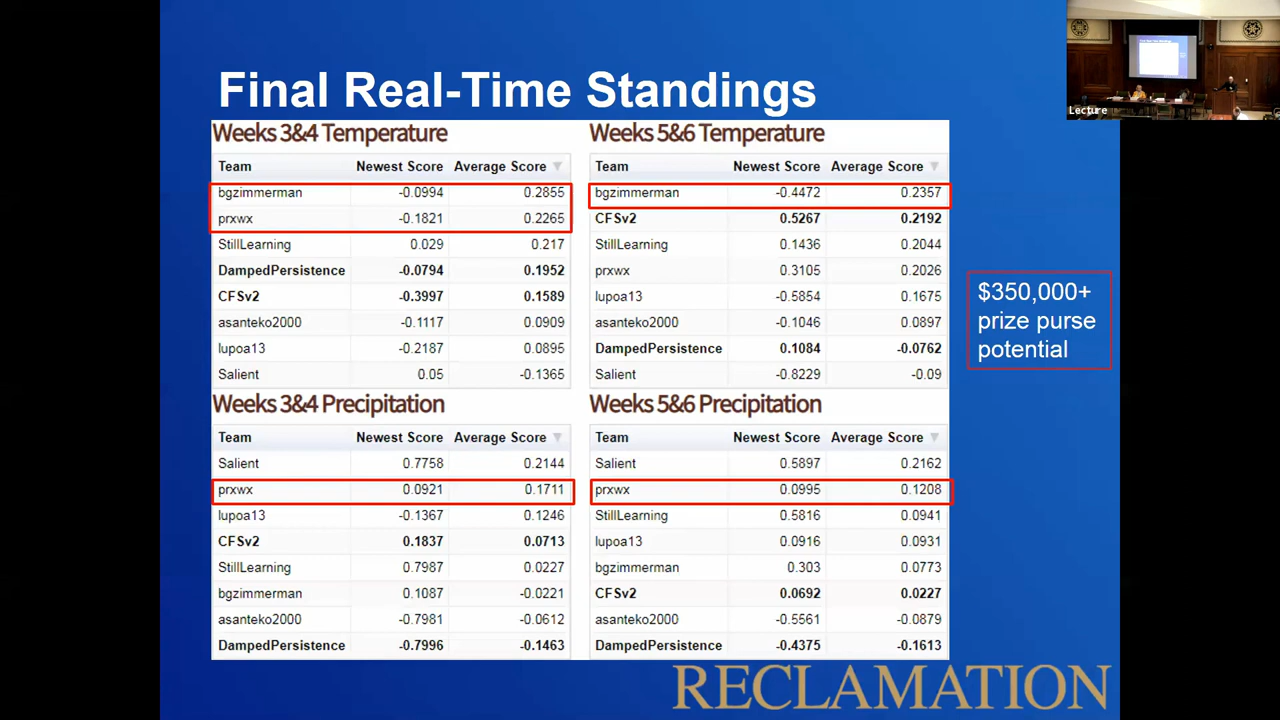 Final Real-Time Standings
Lecture
Weeks 3&4 Temperature
Team Newest Score Average Score
bgzimmerman -0.0994 0.2855
prxwx -0.1821 0.2265
StillLearning 0.029 0.217
DampedPersistence -0.0794 0.1952
CFSv2 -0.3997 0.1589
asanteko2000 -0.1117 0.0909
lupoa13 -0.2187 0.0895
Salient 0.05 -0.1365
Weeks 5&6 Temperature
Team Newest Score Average Score
bgzimmerman -0.4472 0.2357
CFSv2 0.5267 0.2192
StillLearning 0.1436 0.2044
prxwx 0.3105 0.2026
lupoa13 -0.5854 0.1675
asanteko2000 -0.1046 0.0897
DampedPersistence 0.1084 -0.0762
Salient -0.8229 -0.09
$350,000+
prize purse
potential
Weeks 3&4 Precipitation
Team Newest Score Average Score
Salient 0.7758 0.2144
prxwx 0.0921 0.1711
lupoa13 -0.1367 0.1246
CFSv2 0.1837 0.0713
StillLearning 0.7987 0.0227
bgzimmerman 0.1087 -0.0221
asanteko2000 -0.7981 -0.0612
DampedPersistence -0.7996 -0.1463
Weeks 5&6 Precipitation
Team Newest Score Average Score
Salient 0.5897 0.2162
prxwx 0.0995 0.1208
StillLearning 0.5816 0.0941
lupoa13 0.0916 0.0931
bgzimmerman 0.303 0.0773
CFSv2 0.0692 0.0227
asanteko2000 -0.5561 -0.0879
DampedPersistence -0.4375 -0.1613
RECLAMATION